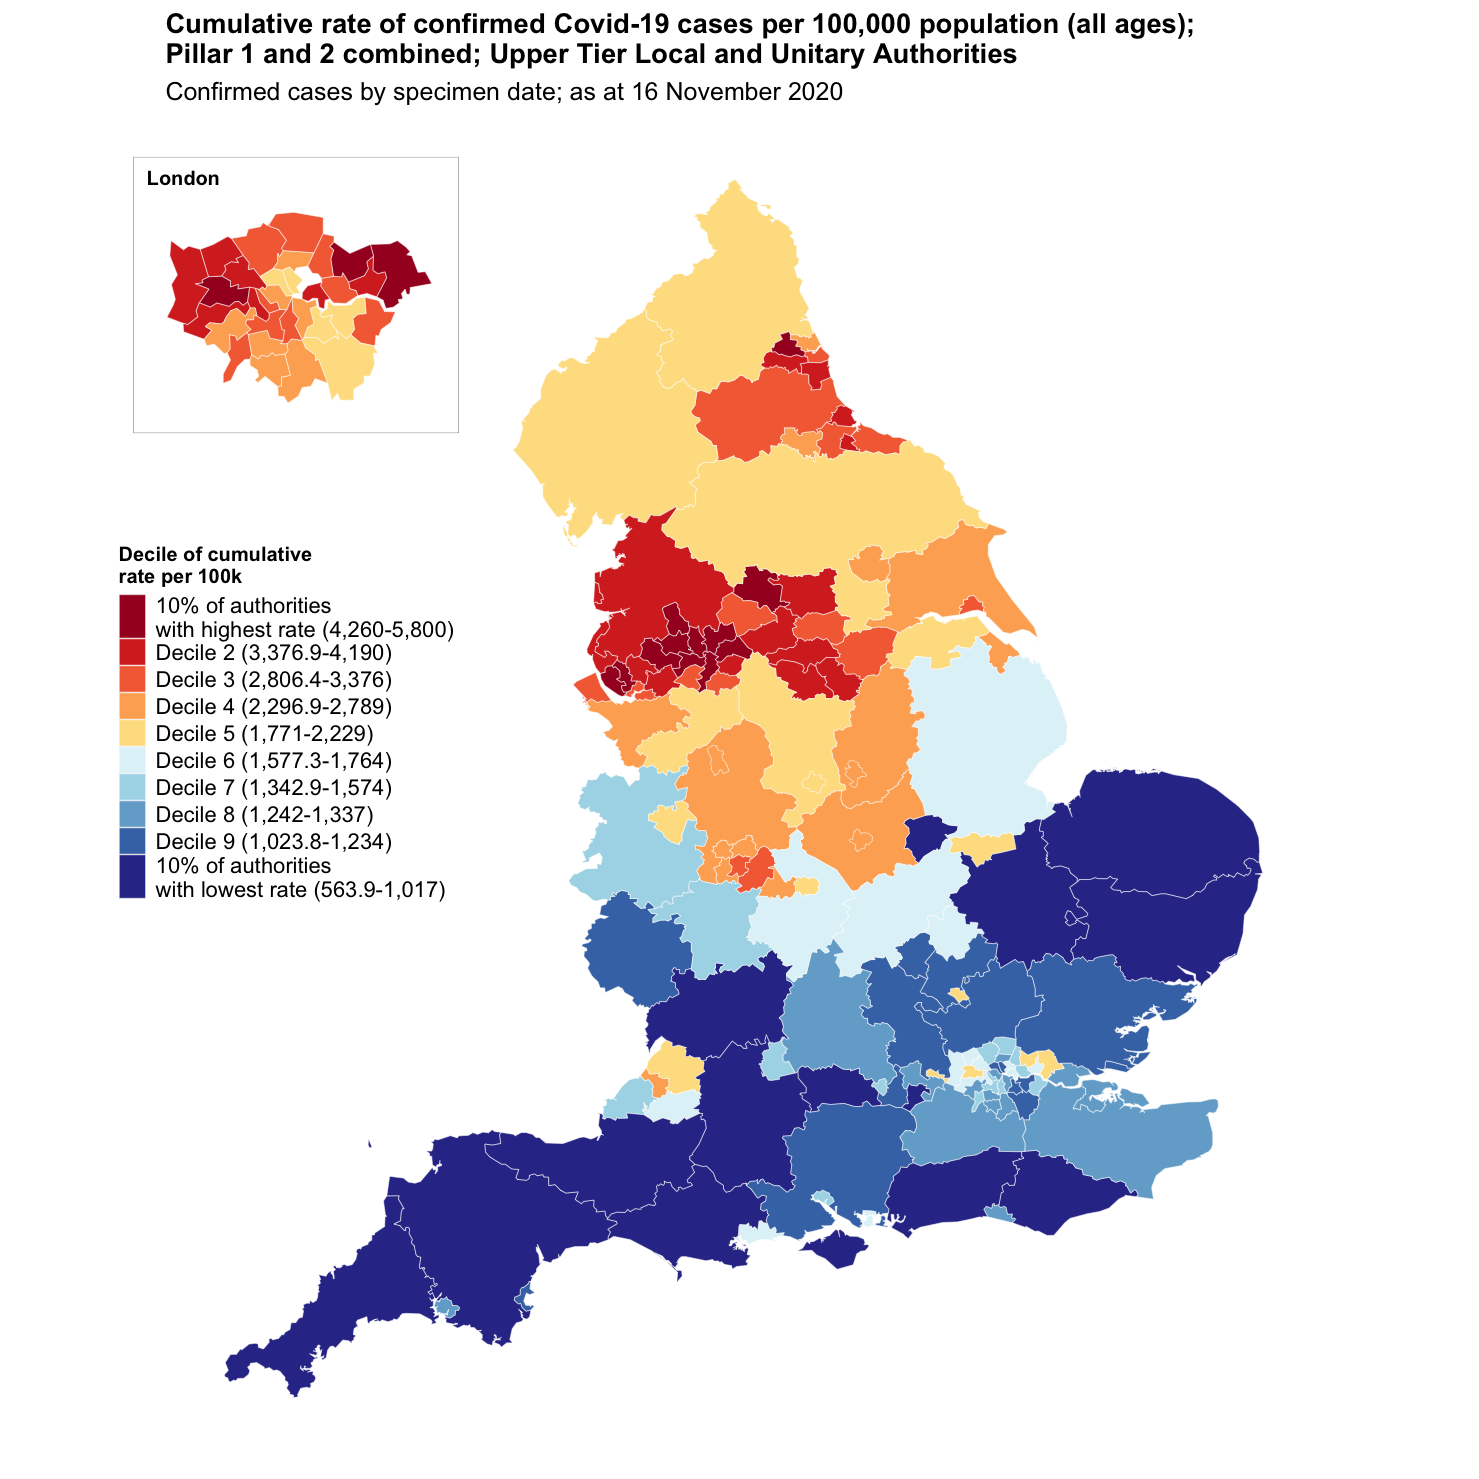 Cumulative rate of confirmed Covid-19 cases per 100,000 population (all ages);
Pillar 1 and 2 combined; Upper Tier Local and Unitary Authorities
Confirmed cases by specimen date; as at 16 November 2020
London
Decile of cumulative
rate per 100k
10% of authorities
with highest rate (4,260-5,800)
Decile 2 (3,376.9-4,190)
Decile 3 (2,806.4-3,376)
Decile 4 (2,296.9-2,789)
Decile 5 (1,771-2,229)
Decile 6 (1,577.3-1,764)
Decile 7 (1,342.9-1,574)
Decile 8 (1,242-1,337)
Decile 9 (1,023.8-1,234)
10% of authorities
with lowest rate (563.9-1,017)